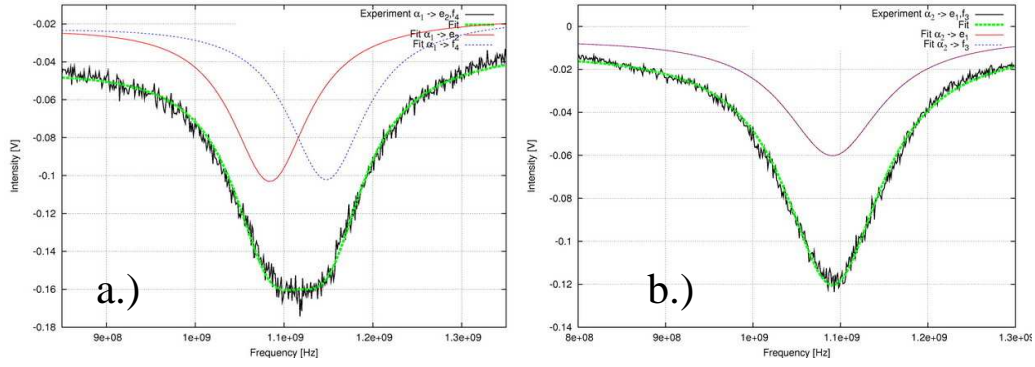 Experiment α₁ -> e₂,f₄
Fit
Fit α₁ -> e₂
Fit α₁ -> f₄
-0.02
-0.04
-0.06
-0.08
-0.1
-0.12
-0.14
-0.16
-0.18
Intensity [V]
a.)
9e+08
1e+09
1.1e+09
1.2e+09
1.3e+09
Frequency [Hz]
Experiment α₂ -> e₁,f₃
Fit
Fit α₂ -> e₁
Fit α₂ -> f₃
0
-0.02
-0.04
-0.06
-0.08
-0.1
-0.12
-0.14
Intensity [V]
b.)
8e+08
9e+08
1e+09
1.1e+09
1.2e+09
1.3e+09
Frequency [Hz]